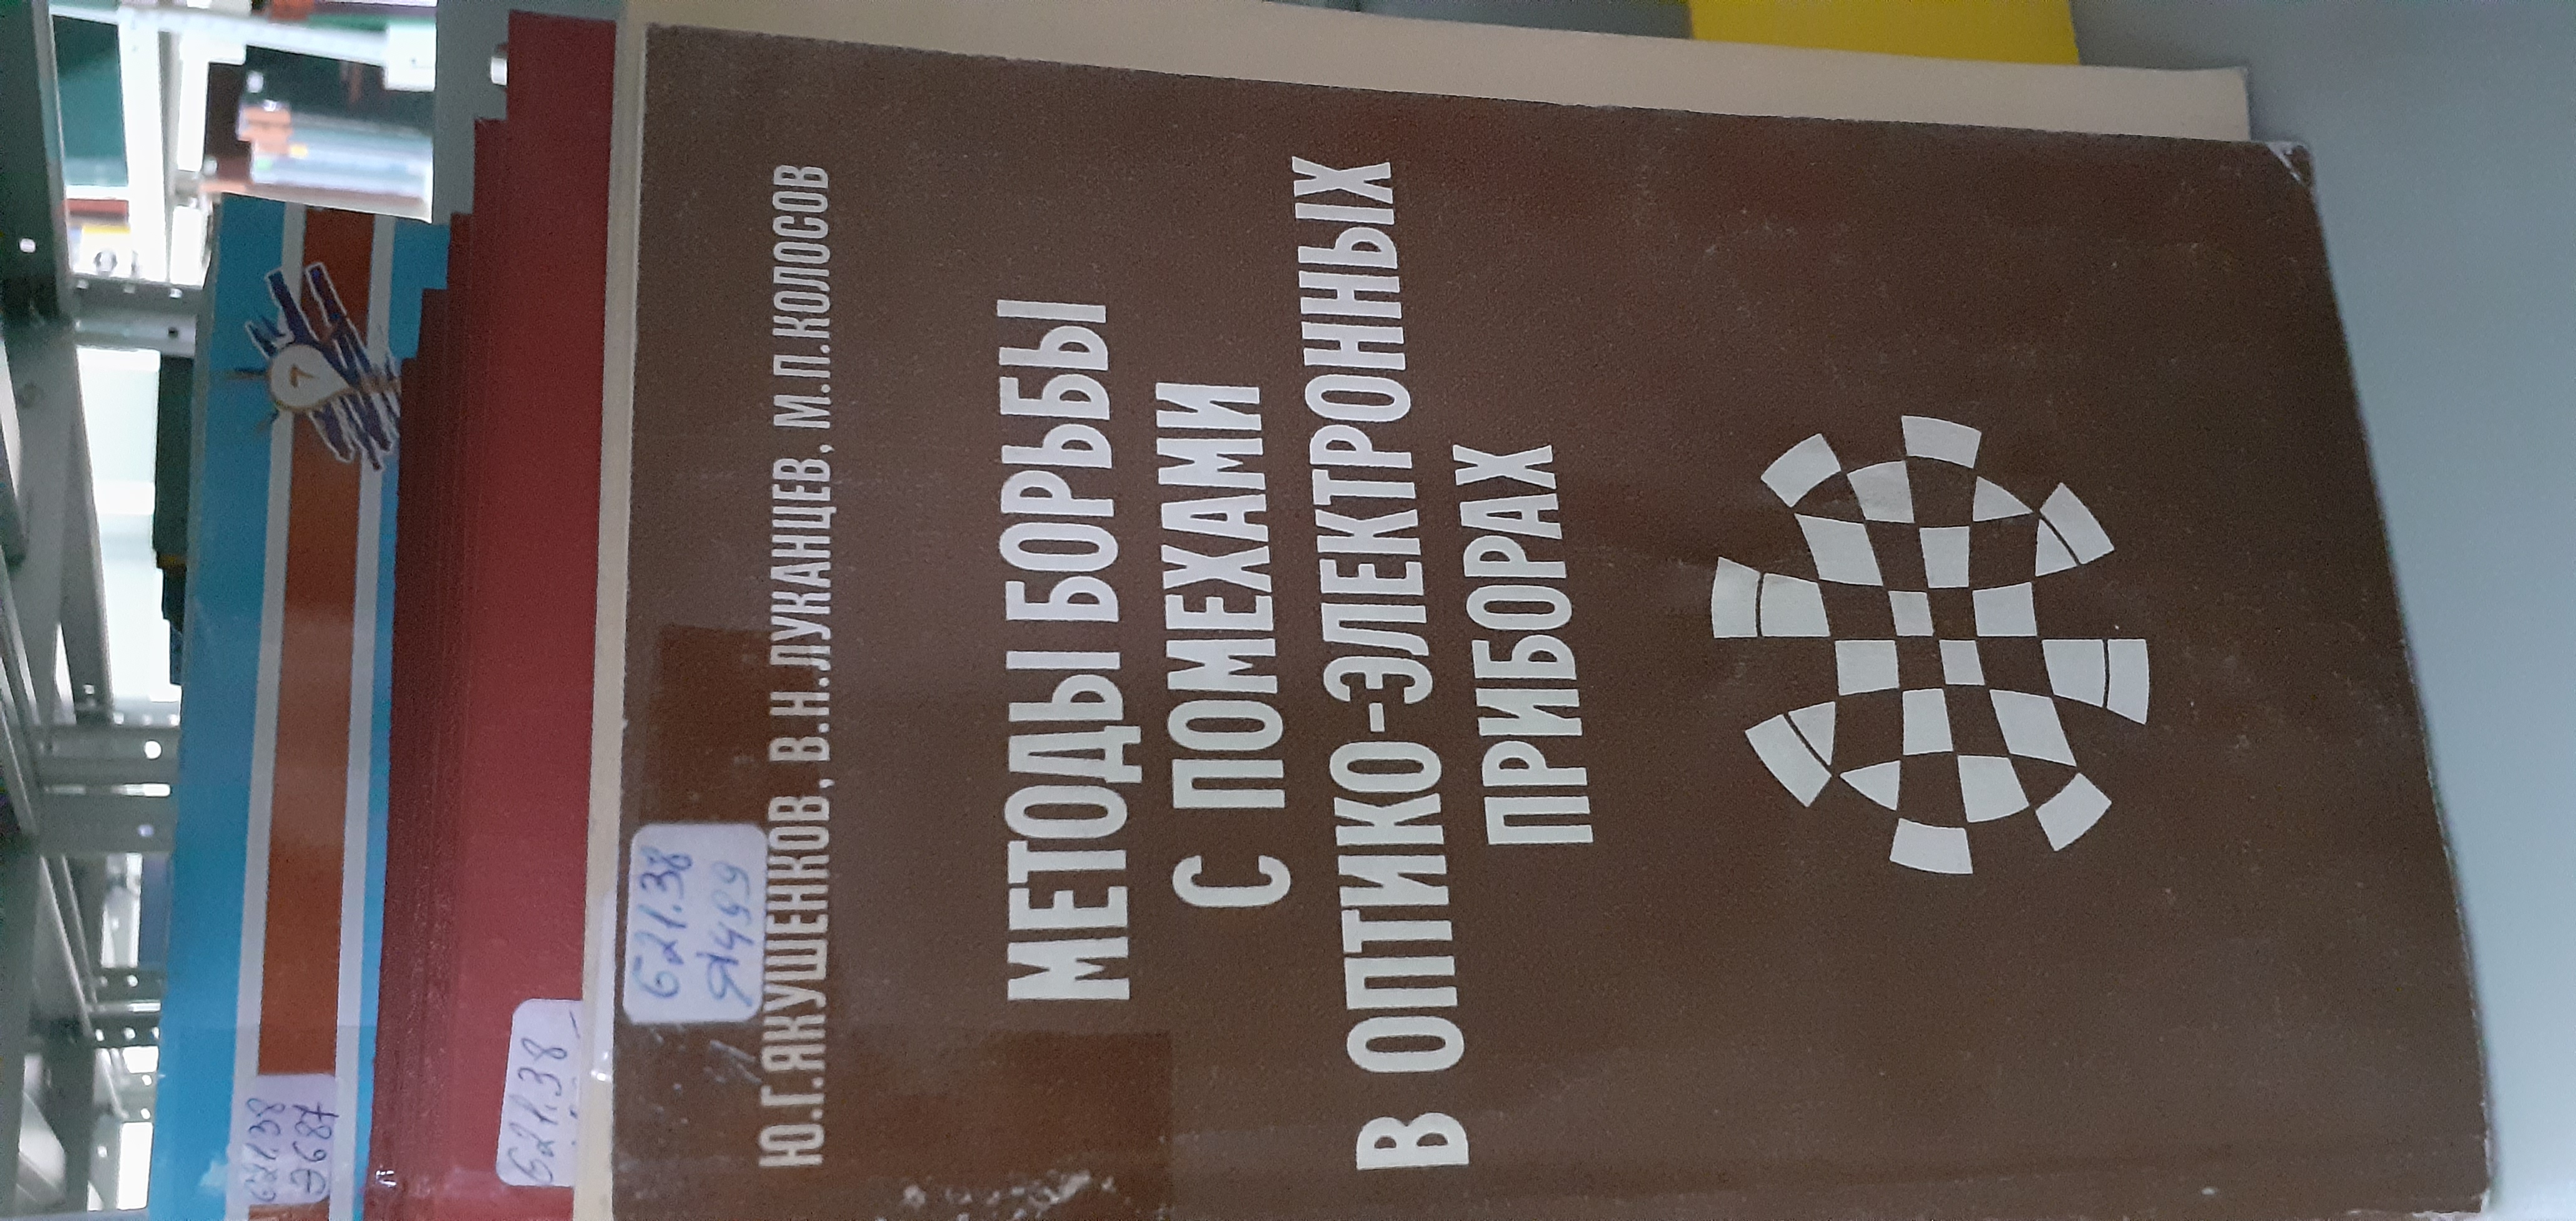 Ю.Г.ЯКУШЕНКОВ, В.Н.ЛУКАНЦЕВ, М.П.КОЛОСОВ
МЕТОДЫ БОРЬБЫ
С ПОМЕХАМИ
В ОПТИКО-ЭЛЕКТРОННЫХ
ПРИБОРАХ
621.38
Я499
621.38
621.38
Э687